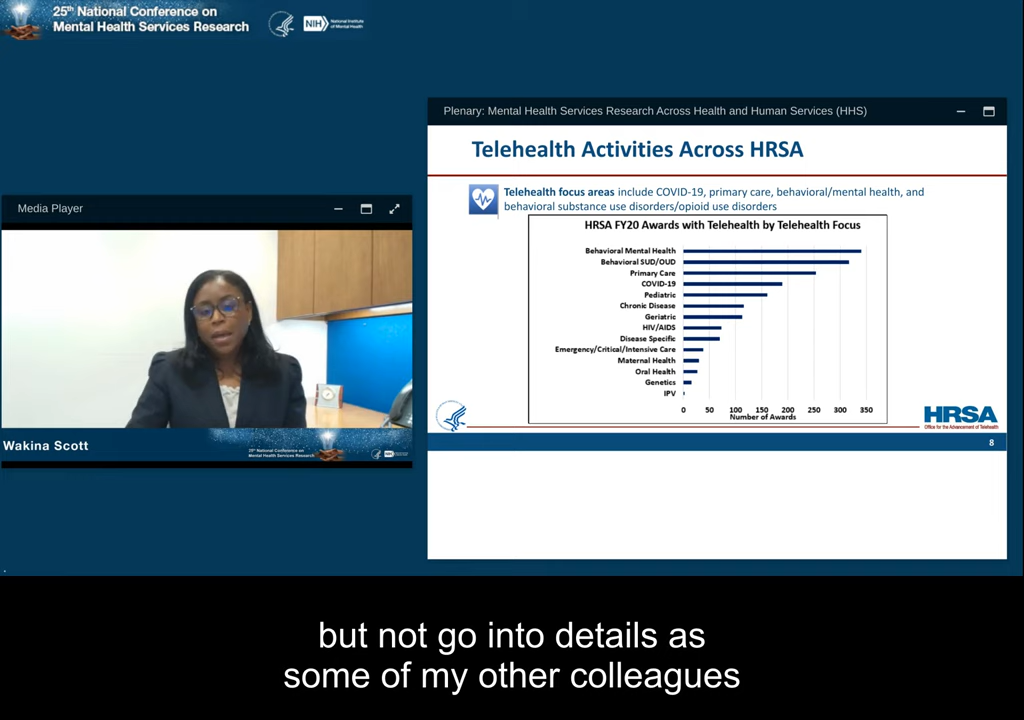 25th National Conference on
Mental Health Services Research
NIH
National Institute
of Mental Health
Plenary: Mental Health Services Research Across Health and Human Services (HHS)
Telehealth Activities Across HRSA
Telehealth focus areas include COVID-19, primary care, behavioral/mental health, and
behavioral substance use disorders/opioid use disorders
HRSA FY20 Awards with Telehealth by Telehealth Focus
Behavioral Mental Health
Behavioral SUD/OUD
Primary Care
COVID-19
Pediatric
Chronic Disease
Geriatric
HIV/AIDS
Disease Specific
Emergency/Critical/Intensive Care
Maternal Health
Oral Health
Genetics
IPV
0 50 100 150 200 250 300 350
Number of Awards
HRSA
Office for the Advancement of Telehealth
8
Media Player
Wakina Scott
25th National Conference on
Mental Health Services Research
but not go into details as
some of my other colleagues